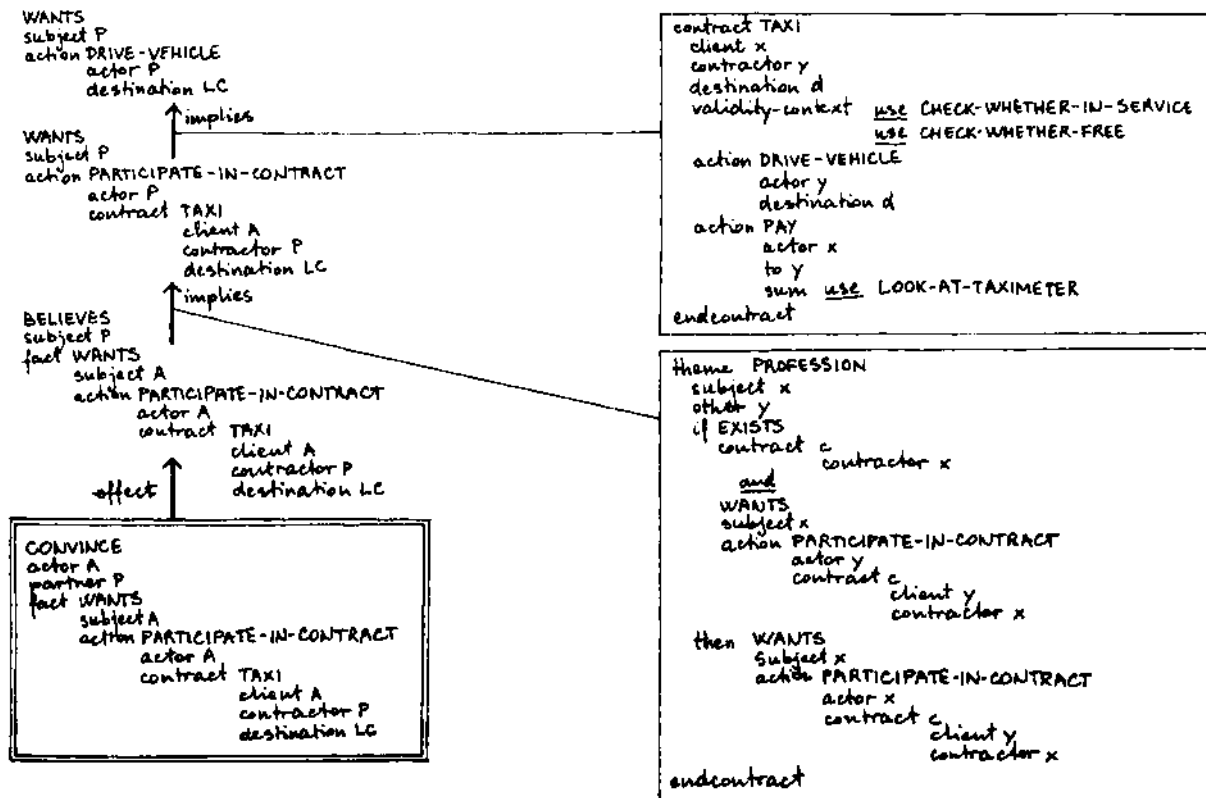 WANTS
subject P
action DRIVE-VEHICLE
actor P
destination LC
implies
WANTS
subject P
action PARTICIPATE-IN-CONTRACT
actor P
contract TAXI
client A
contractor P
destination LC
implies
BELIEVES
subject P
fact WANTS
subject A
action PARTICIPATE-IN-CONTRACT
actor A
contract TAXI
client A
contractor P
destination LC
effect
CONVINCE
actor A
partner P
fact WANTS
subject A
action PARTICIPATE-IN-CONTRACT
actor A
contract TAXI
client A
contractor P
destination LC
contract TAXI
client x
contractor y
destination d
validity-context use CHECK-WHETHER-IN-SERVICE
use CHECK-WHETHER-FREE
action DRIVE-VEHICLE
actor y
destination d
action PAY
actor x
to y
sum use LOOK-AT-TAXIMETER
endcontract
theme PROFESSION
subject x
other y
if EXISTS
contract c
contractor x
and
WANTS
subject x
action PARTICIPATE-IN-CONTRACT
actor y
contract c
client y
contractor x
then WANTS
subject x
action PARTICIPATE-IN-CONTRACT
actor x
contract c
client y
contractor x
endcontract